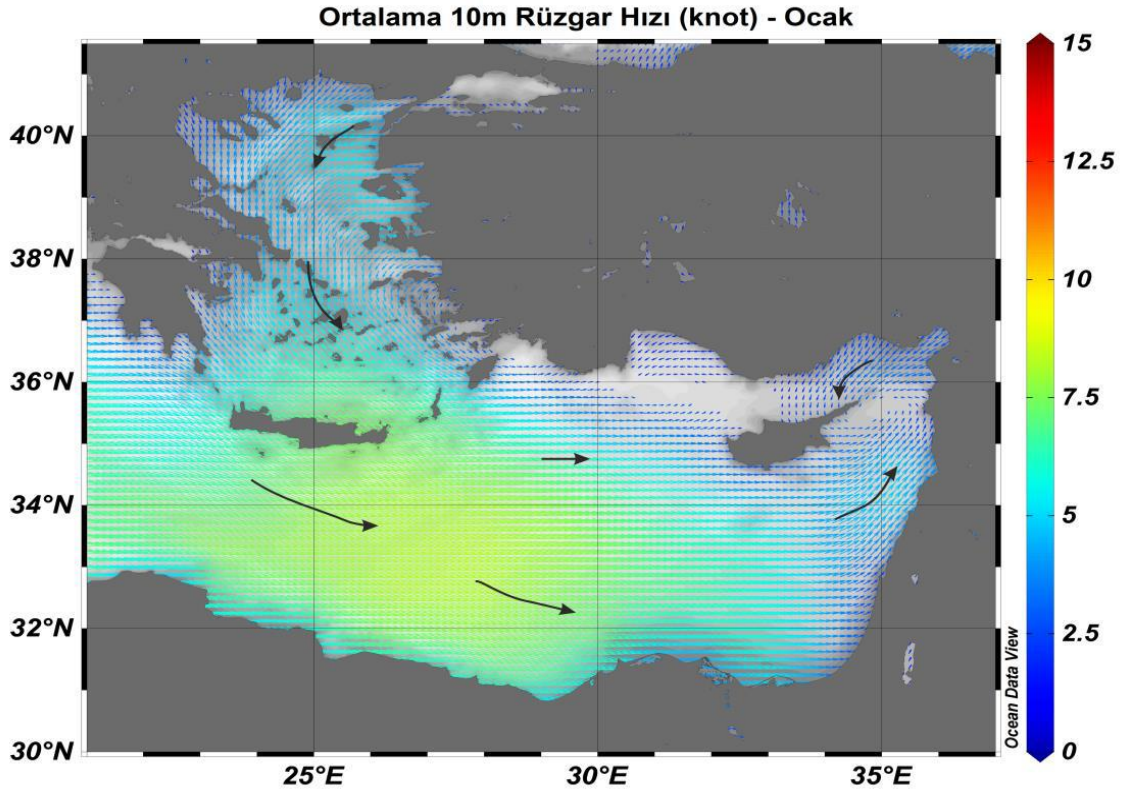 Ortalama 10m Rüzgar Hızı (knot) - Ocak
40°N
38°N
36°N
34°N
32°N
30°N
25°E
30°E
35°E
Ocean Data View
15
12.5
10
7.5
5
2.5
0